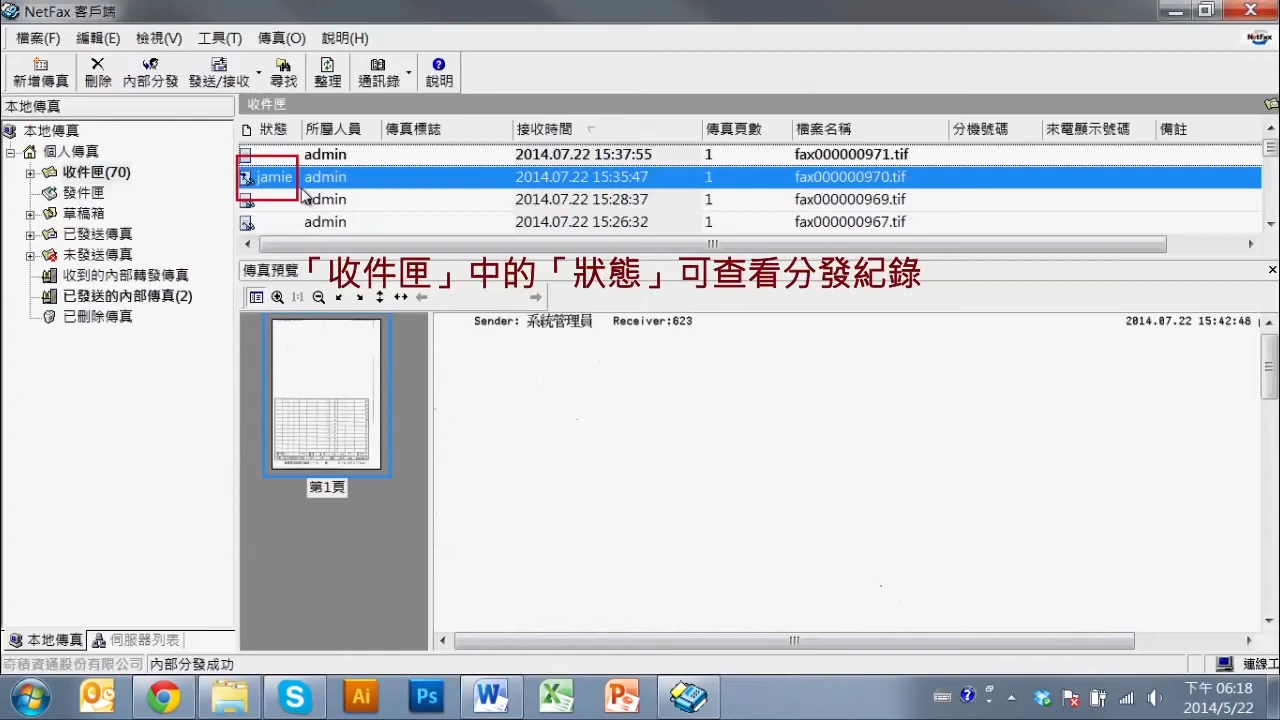 NetFax 客戶端
檔案(F) 編輯(E) 檢視(V) 工具(T) 傳真(O) 說明(H)
NetFax
新增傳真 刪除 內部分發 發送/接收 尋找 整理 通訊錄 說明
本地傳真
收件匣
狀態 所屬人員 傳真標誌 接收時間 傳真頁數 檔案名稱 分機號碼 來電顯示號碼 備註
admin 2014.07.22 15:37:55 1 fax000000971.tif
jamie admin 2014.07.22 15:35:47 1 fax000000970.tif
admin 2014.07.22 15:28:37 1 fax000000969.tif
admin 2014.07.22 15:26:32 1 fax000000967.tif
本地傳真
個人傳真
收件匣(70)
發件匣
草稿箱
已發送傳真
未發送傳真
收到的內部轉發傳真
已發送的內部傳真(2)
已刪除傳真
傳真預覽
「收件匣」中的「狀態」可查看分發紀錄
1:1
Sender: 系統管理員 Receiver:623 2014.07.22 15:42:48
第1頁
本地傳真 伺服器列表
奇積資通股份有限公司 內部分發成功 連線工
Ai Ps
下午 06:18
2014/5/22